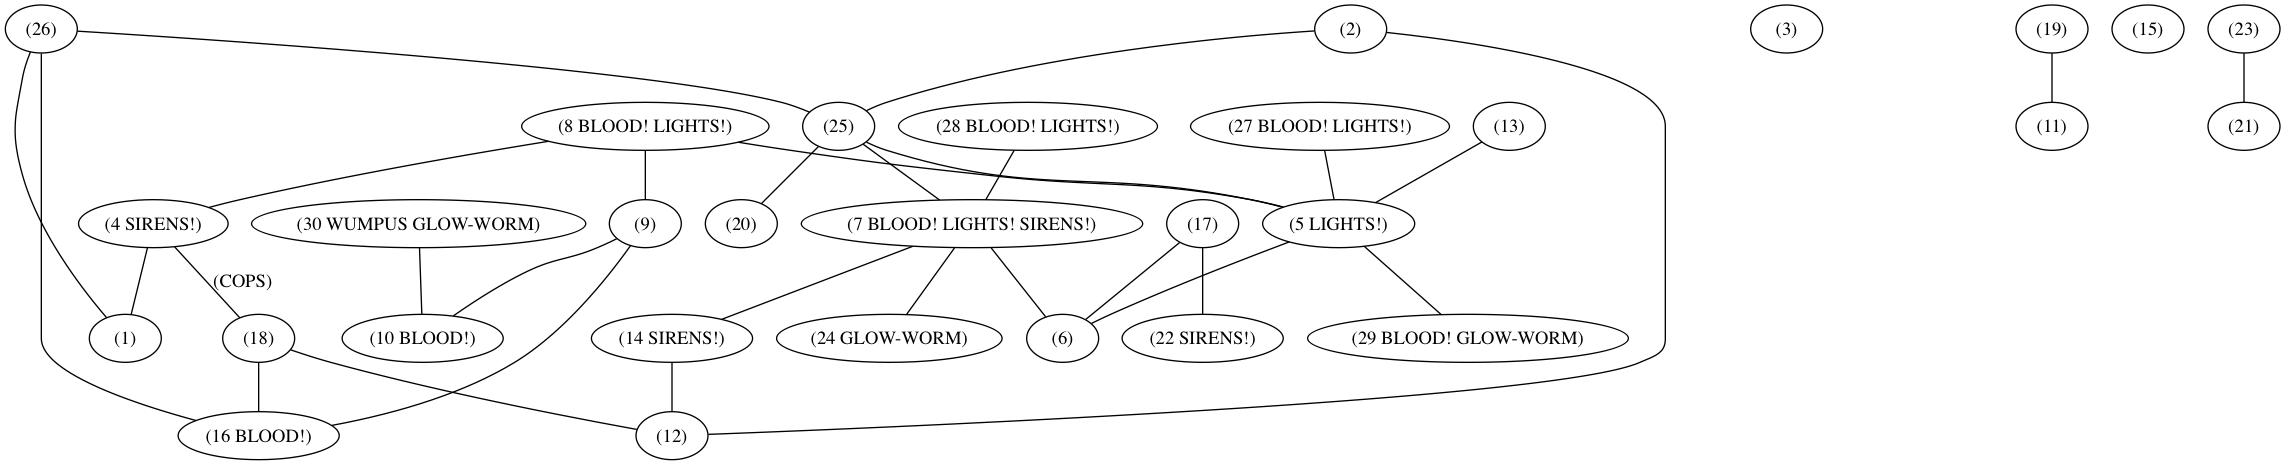 (26)
(2)
(3)
(19)
(15)
(23)
(8 BLOOD! LIGHTS!)
(25)
(28 BLOOD! LIGHTS!)
(27 BLOOD! LIGHTS!)
(13)
(11)
(21)
(4 SIRENS!)
(30 WUMPUS GLOW-WORM)
(9)
(20)
(7 BLOOD! LIGHTS! SIRENS!)
(17)
(5 LIGHTS!)
(COPS)
(1)
(18)
(10 BLOOD!)
(14 SIRENS!)
(24 GLOW-WORM)
(6)
(22 SIRENS!)
(29 BLOOD! GLOW-WORM)
(16 BLOOD!)
(12)